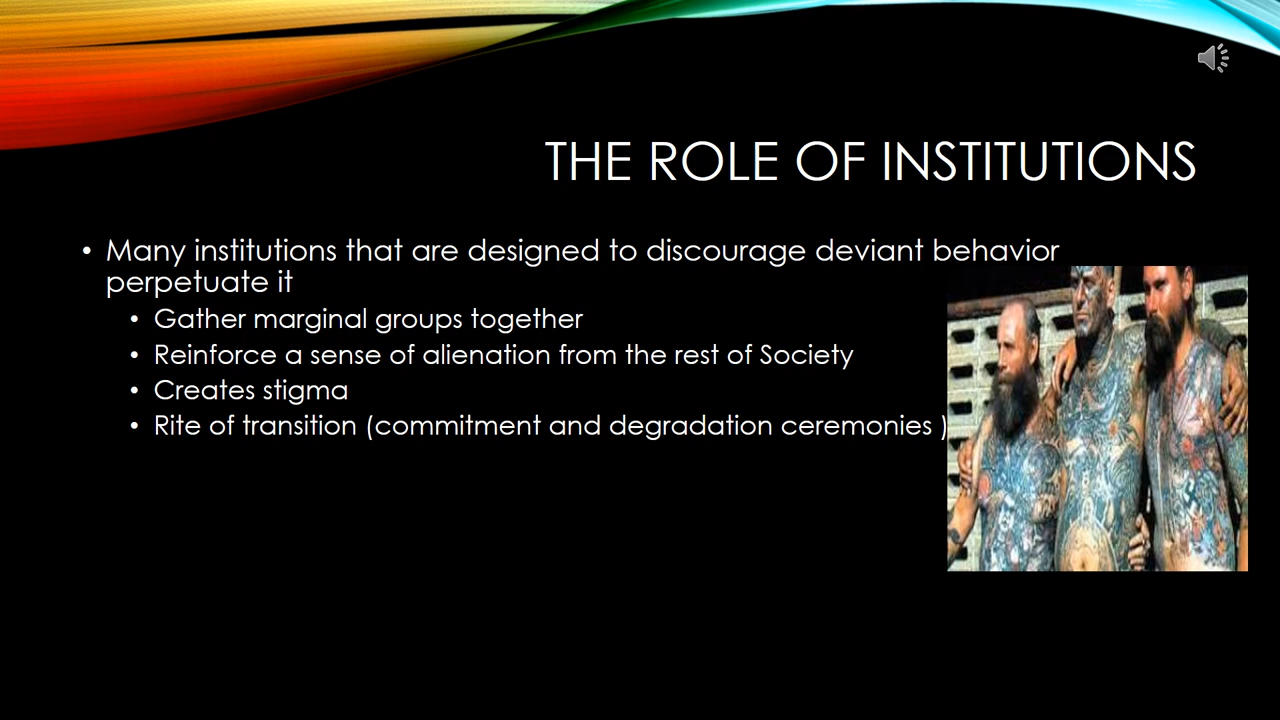 THE ROLE OF INSTITUTIONS
• Many institutions that are designed to discourage deviant behavior
perpetuate it
• Gather marginal groups together
• Reinforce a sense of alienation from the rest of Society
• Creates stigma
• Rite of transition (commitment and degradation ceremonies )